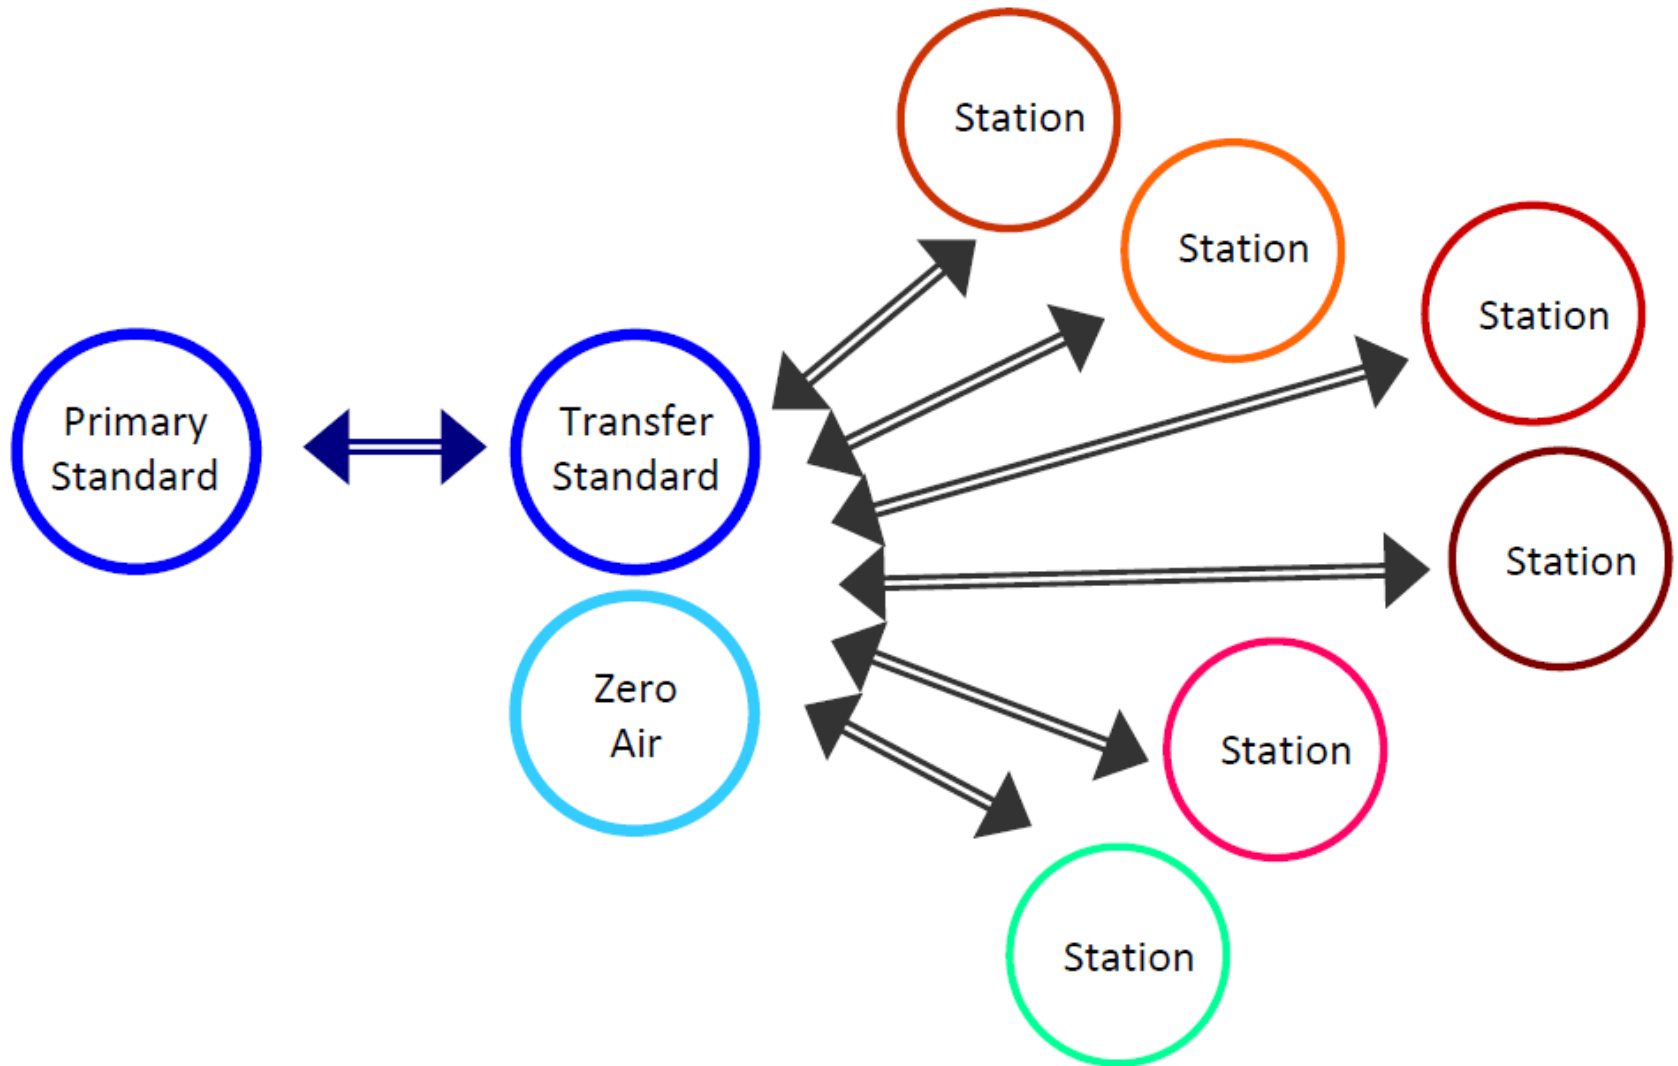 Station
Station
Station
Primary
Standard
Transfer
Standard
Station
Zero
Air
Station
Station